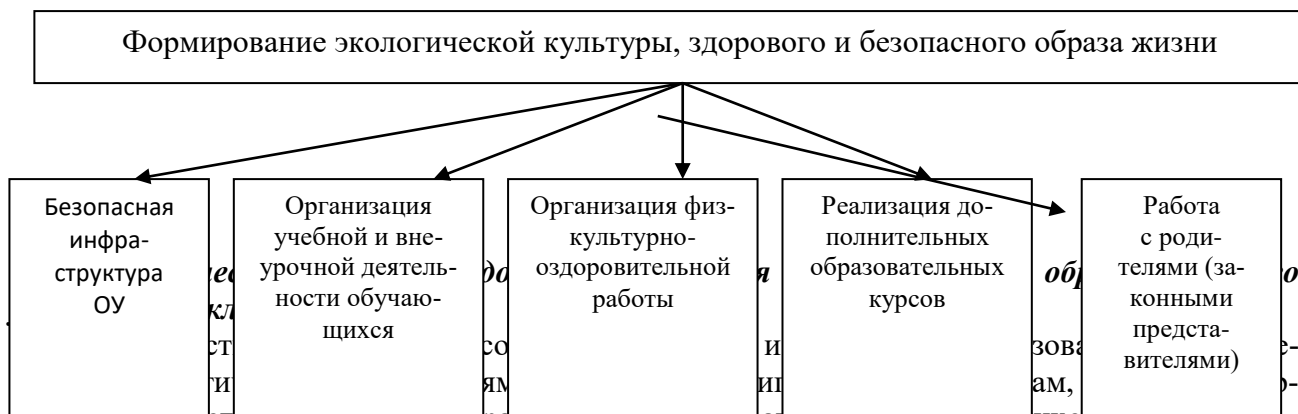 Формирование экологической культуры, здорового и безопасного образа жизни
Безопасная
инфра-
структура
ОУ
Организация
учебной и вне-
урочной деятель-
ности обучаю-
щихся
Организация физ-
культурно-
оздоровительной
работы
Реализация до-
полнительных
образовательных
курсов
Работа
с роди-
телями (за-
конными
предста-
вителями)